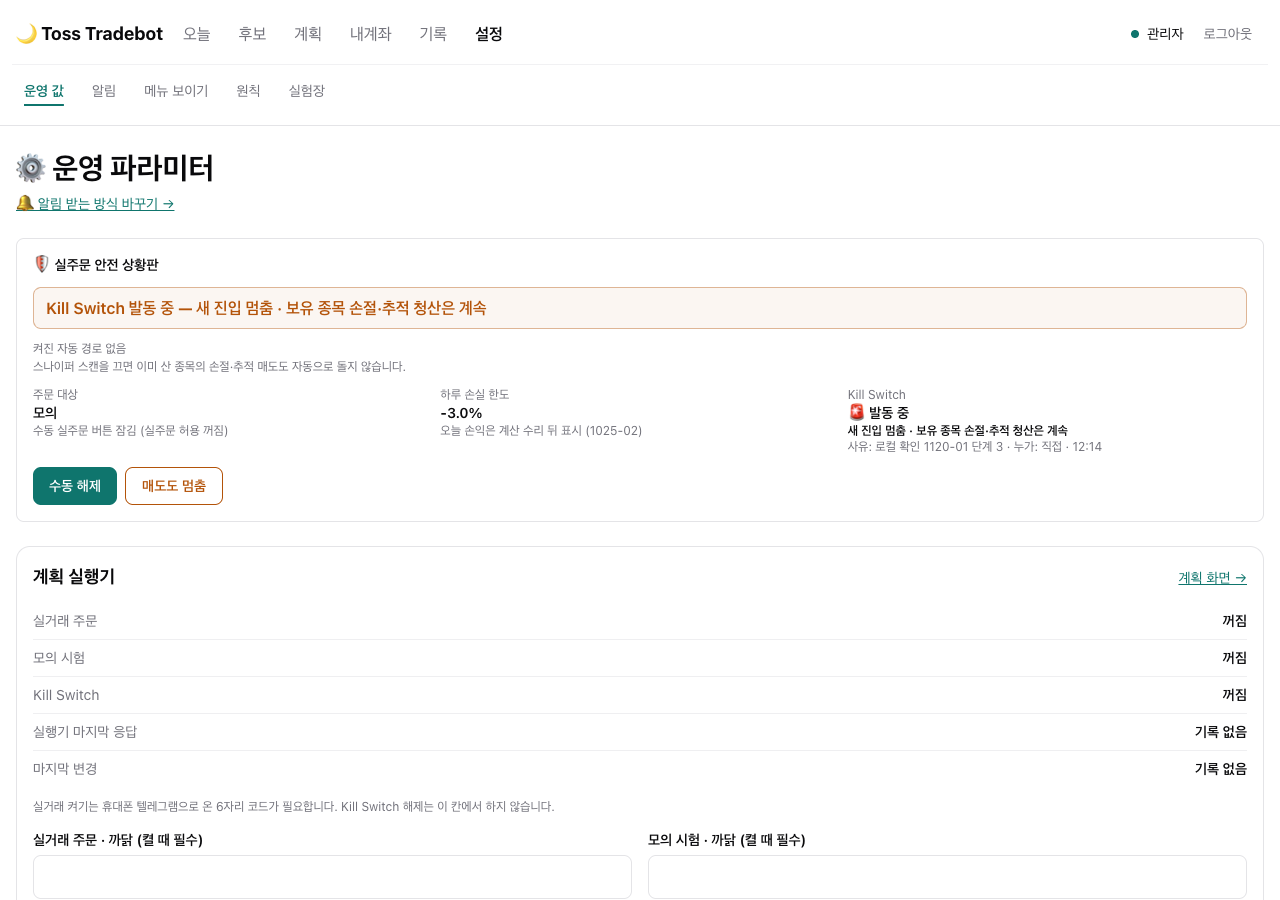 🌙 Toss Tradebot 오늘 후보 계획 내계좌 기록 설정 관리자 로그아웃
운영 값 알림 메뉴 보이기 원칙 실험장
⚙️ 운영 파라미터
🔔 알림 받는 방식 바꾸기 →
🛡️ 실주문 안전 상황판
Kill Switch 발동 중 — 새 진입 멈춤 · 보유 종목 손절·추적 청산은 계속
켜진 자동 경로 없음
스나이퍼 스캔을 끄면 이미 산 종목의 손절·추적 매도도 자동으로 돌지 않습니다.
주문 대상
모의
수동 실주문 버튼 잠김 (실주문 허용 꺼짐)
하루 손실 한도
-3.0%
오늘 손익은 계산 수리 뒤 표시 (1025-02)
Kill Switch
🚨 발동 중
새 진입 멈춤 · 보유 종목 손절·추적 청산은 계속
사유: 로컬 확인 1120-01 단계 3 · 누가: 직접 · 12:14
수동 해제 매도도 멈춤
계획 실행기 계획 화면 →
실거래 주문 꺼짐
모의 시험 꺼짐
Kill Switch 꺼짐
실행기 마지막 응답 기록 없음
마지막 변경 기록 없음
실거래 켜기는 휴대폰 텔레그램으로 온 6자리 코드가 필요합니다. Kill Switch 해제는 이 칸에서 하지 않습니다.
실거래 주문 · 까닭 (켤 때 필수) 모의 시험 · 까닭 (켤 때 필수)